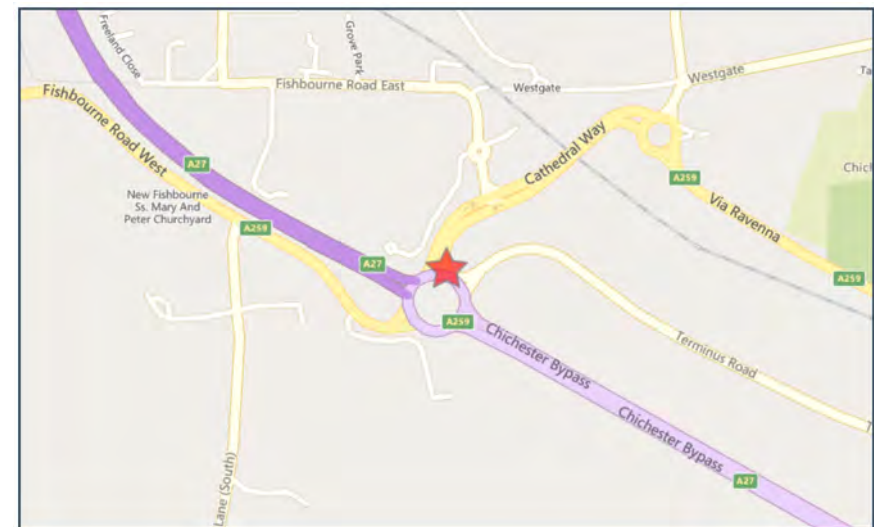 Freeland Close
Grove Park
Fishbourne Road East
Westgate
Westgate
Fishbourne Road West
Cathedral Way
A27
A259
New Fishbourne
Ss. Mary And
Peter Churchyard
Via Ravenna
A259
A27
A259
A259
Chichester Bypass
Terminus Road
Chichester Bypass
Lane (South)
A27